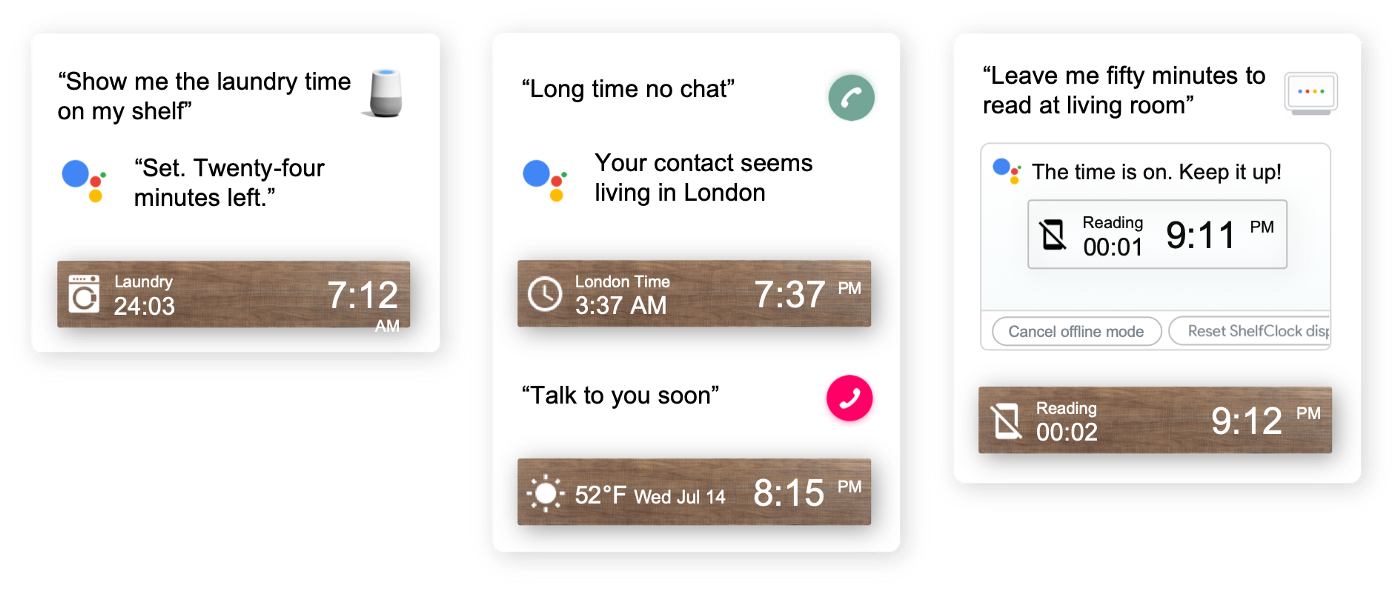 “Show me the laundry time
on my shelf”
“Set. Twenty-four
minutes left.”
Laundry
24:03
7:12
AM
“Long time no chat”
Your contact seems
living in London
London Time
3:37 AM
7:37 PM
“Talk to you soon”
52°F Wed Jul 14
8:15 PM
“Leave me fifty minutes to
read at living room”
The time is on. Keep it up!
Reading
00:01
9:11 PM
Cancel offline mode
Reset ShelfClock disp
Reading
00:02
9:12 PM